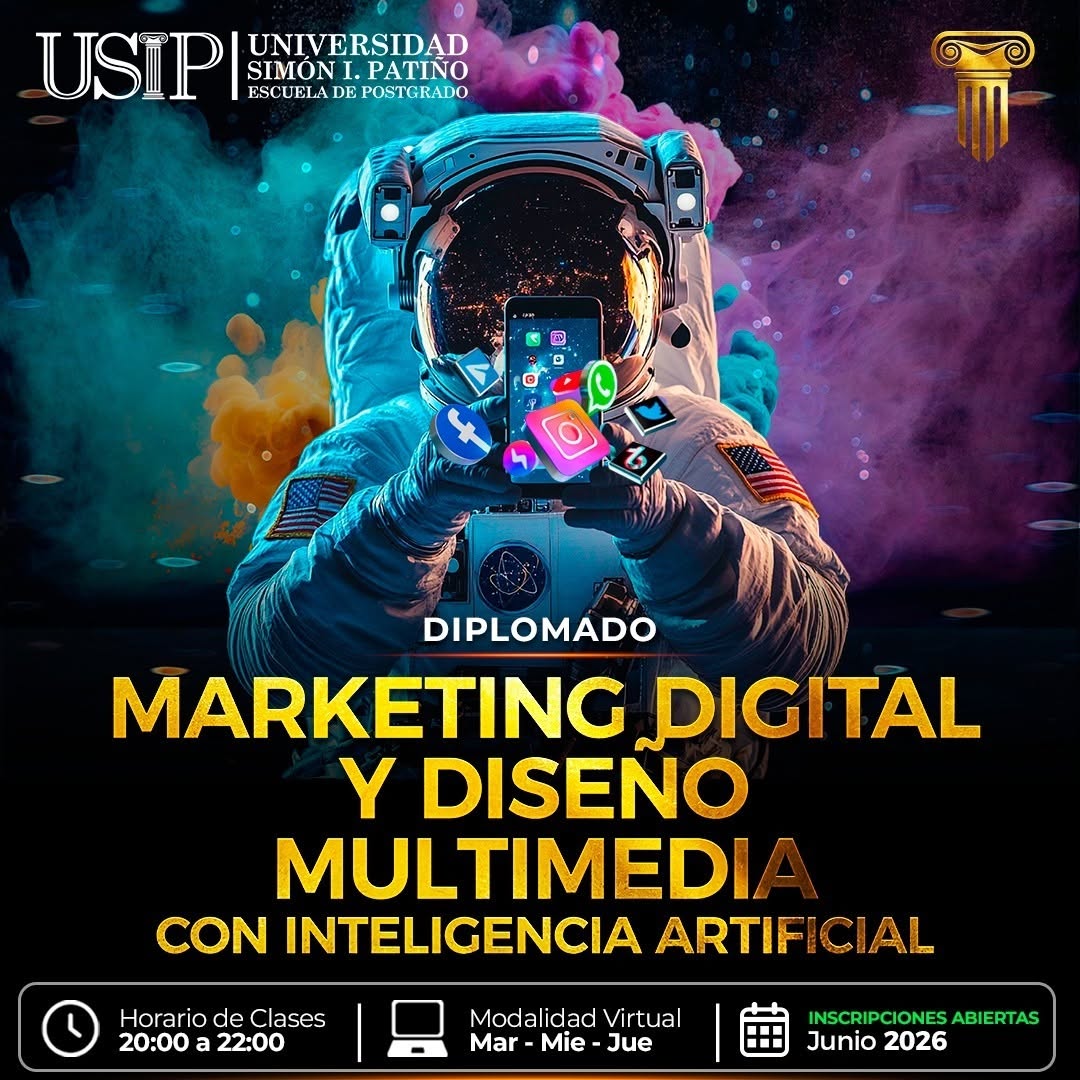 USIP
UNIVERSIDAD
SIMÓN I. PATIÑO
ESCUELA DE POSTGRADO
DIPLOMADO
MARKETING DIGITAL
Y DISEÑO
MULTIMEDIA
CON INTELIGENCIA ARTIFICIAL
Horario de Clases
20:00 a 22:00
Modalidad Virtual
Mar - Mie - Jue
INSCRIPCIONES ABIERTAS
Junio 2026